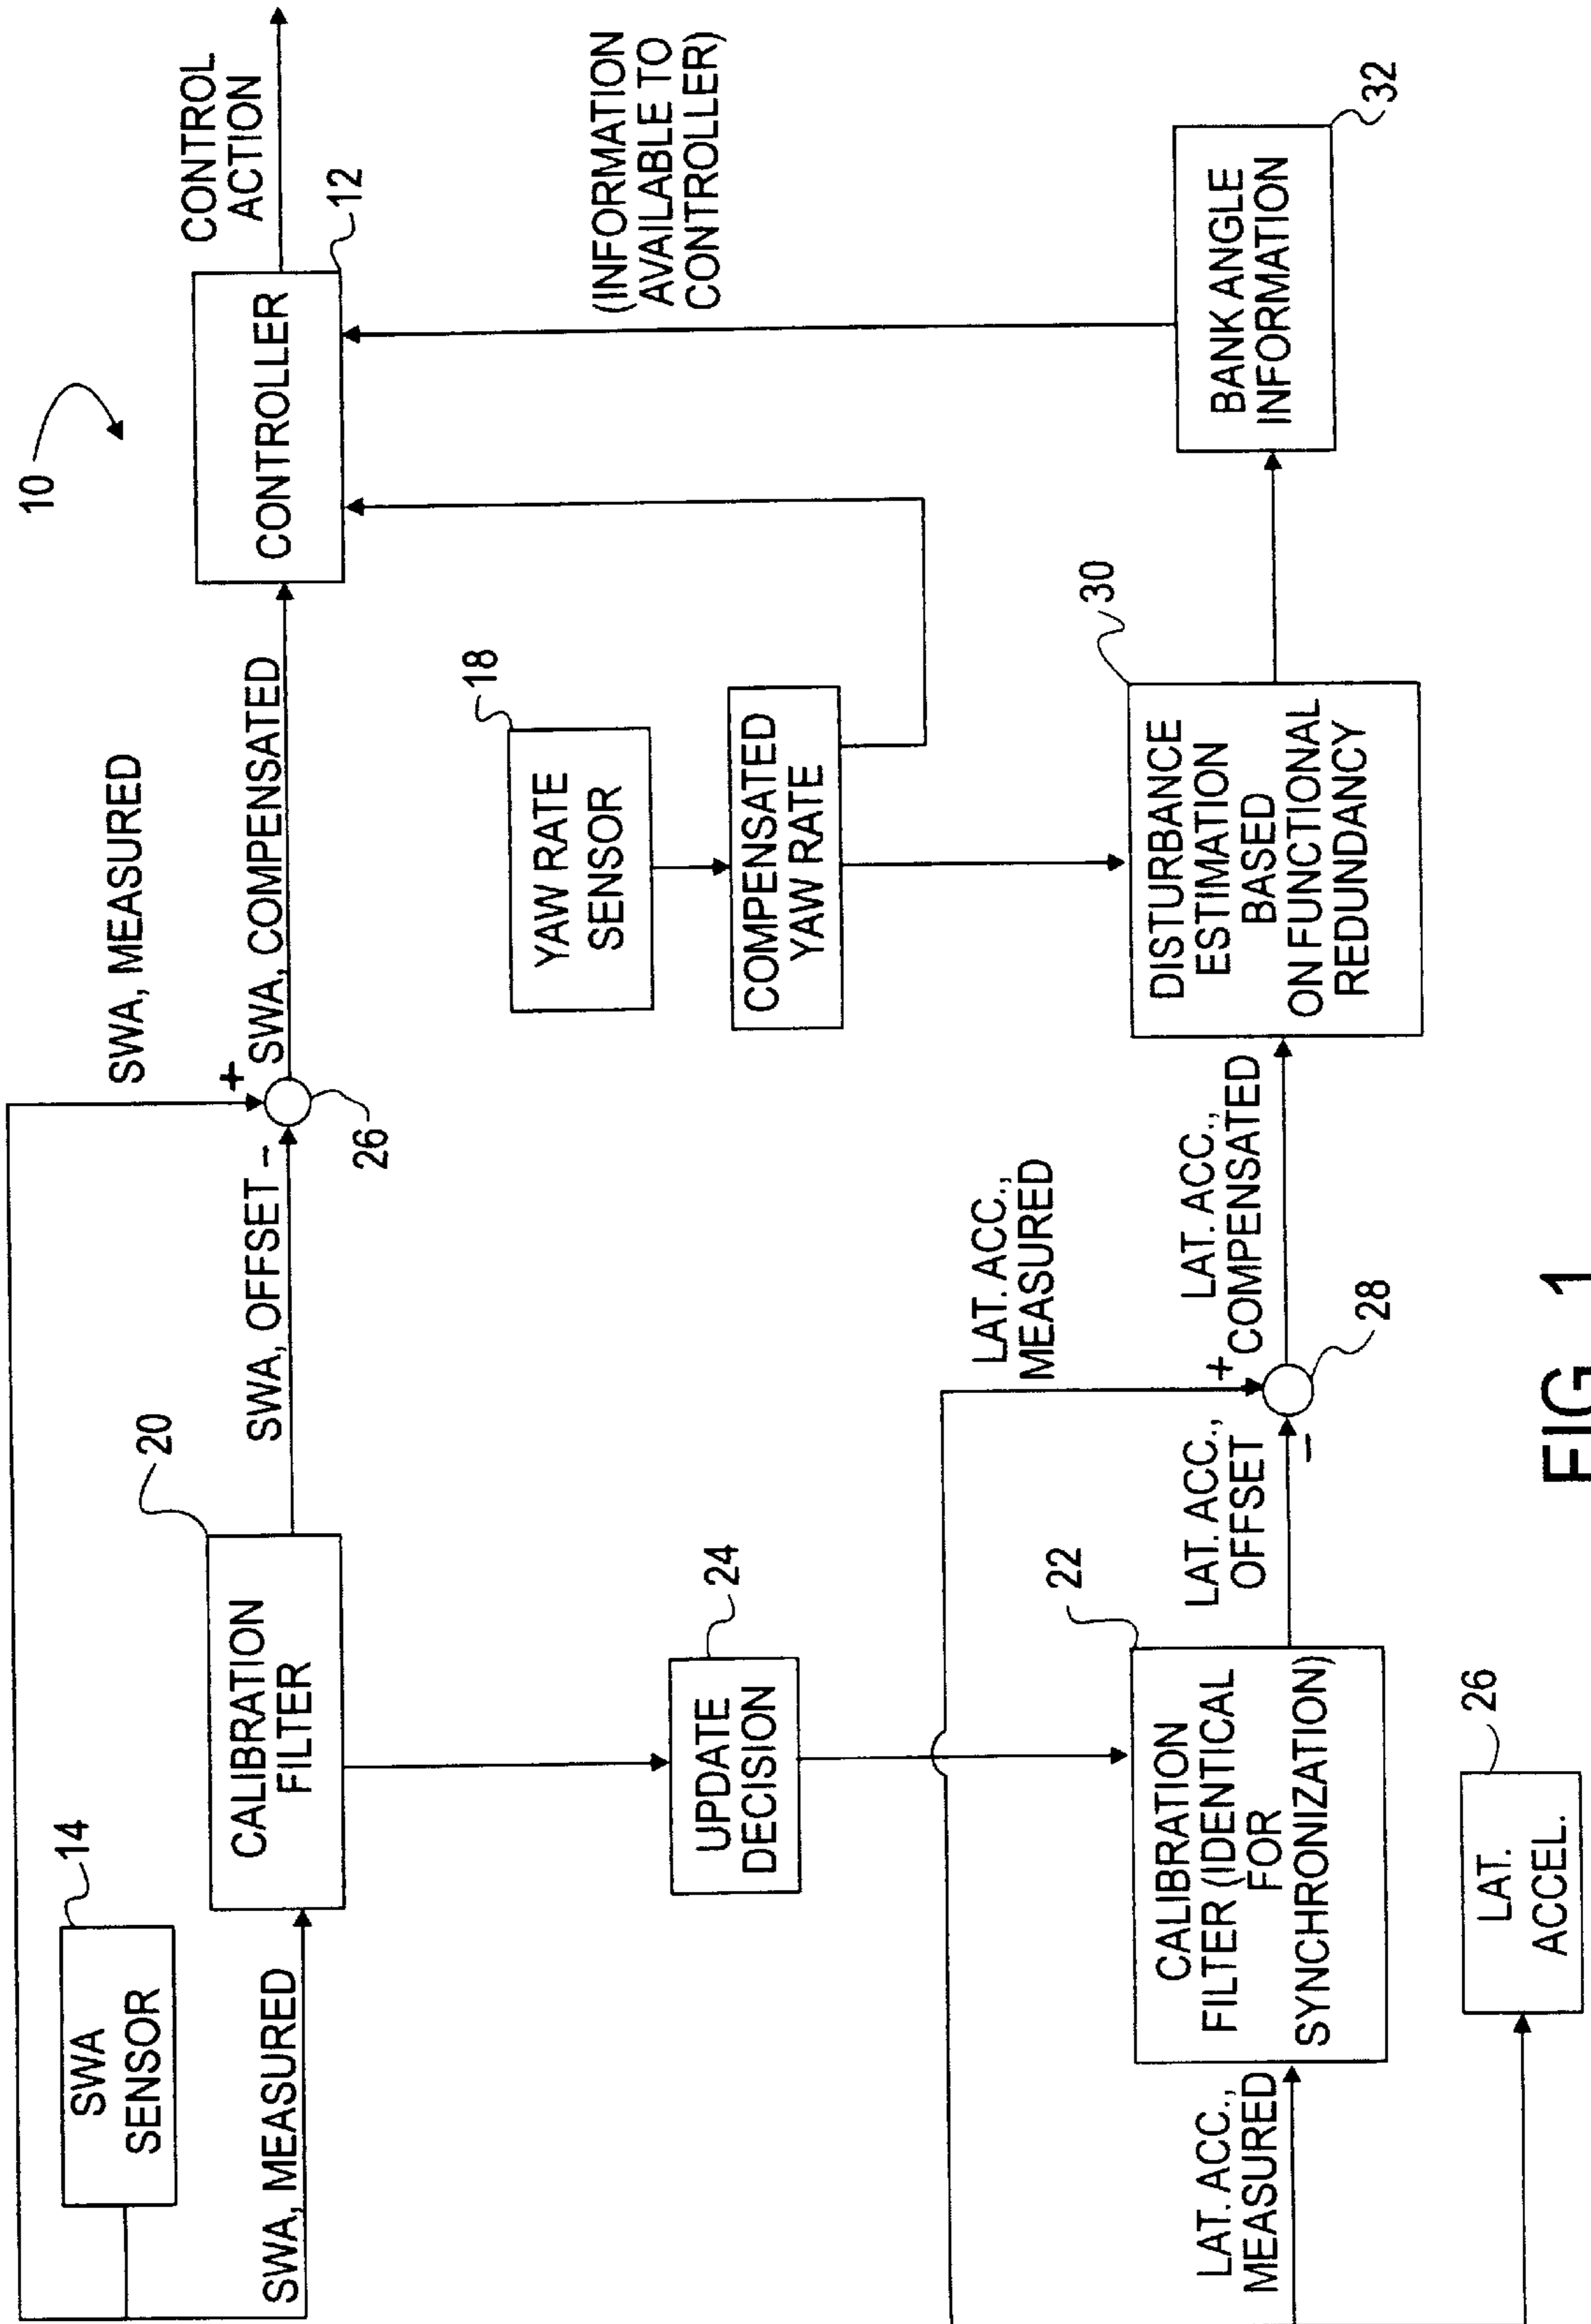 10
SWA
SENSOR
14
SWA, MEASURED
CALIBRATION
FILTER
20
SWA, OFFSET
–
SWA, MEASURED
+
26
SWA, COMPENSATED
CONTROLLER
12
CONTROL
ACTION
UPDATE
DECISION
24
YAW RATE
SENSOR
18
COMPENSATED
YAW RATE
(INFORMATION
AVAILABLE TO
CONTROLLER)
LAT. ACC.,
MEASURED
CALIBRATION
FILTER (IDENTICAL
FOR
SYNCHRONIZATION)
22
LAT. ACC.,
OFFSET
–
LAT. ACC.,
MEASURED
+
28
LAT. ACC.,
COMPENSATED
DISTURBANCE
ESTIMATION
BASED
ON FUNCTIONAL
REDUNDANCY
30
BANK ANGLE
INFORMATION
32
LAT.
ACCEL.
26
FIG. 1